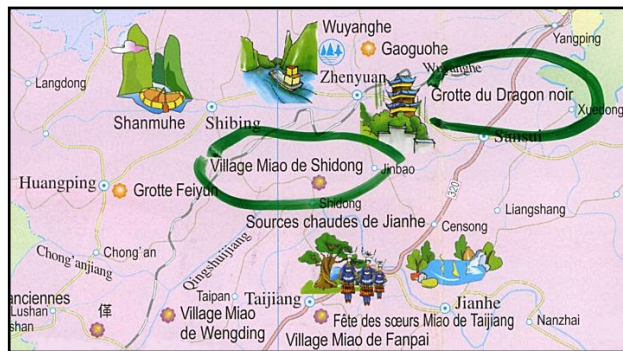 Wuyanghe
Yangping
Gaoguohe
Langdong
Zhenyuan
Wuyanghe
Grotte du Dragon noir
Xuedong
Shanmuhe
Shibing
Sansui
Village Miao de Shidong
Jinbao
Huangping
Grotte Feiyun
320
Shidong
Liangshang
Sources chaudes de Jianhe
Censong
Chong'an
Chong'anjiang
Qingshuijiang
anciennes
Lushan
shan
Taipan
Taijiang
Jianhe
Village Miao
de Wengding
Fête des sœurs Miao de Taijiang
Nanzhai
Village Miao de Fanpai